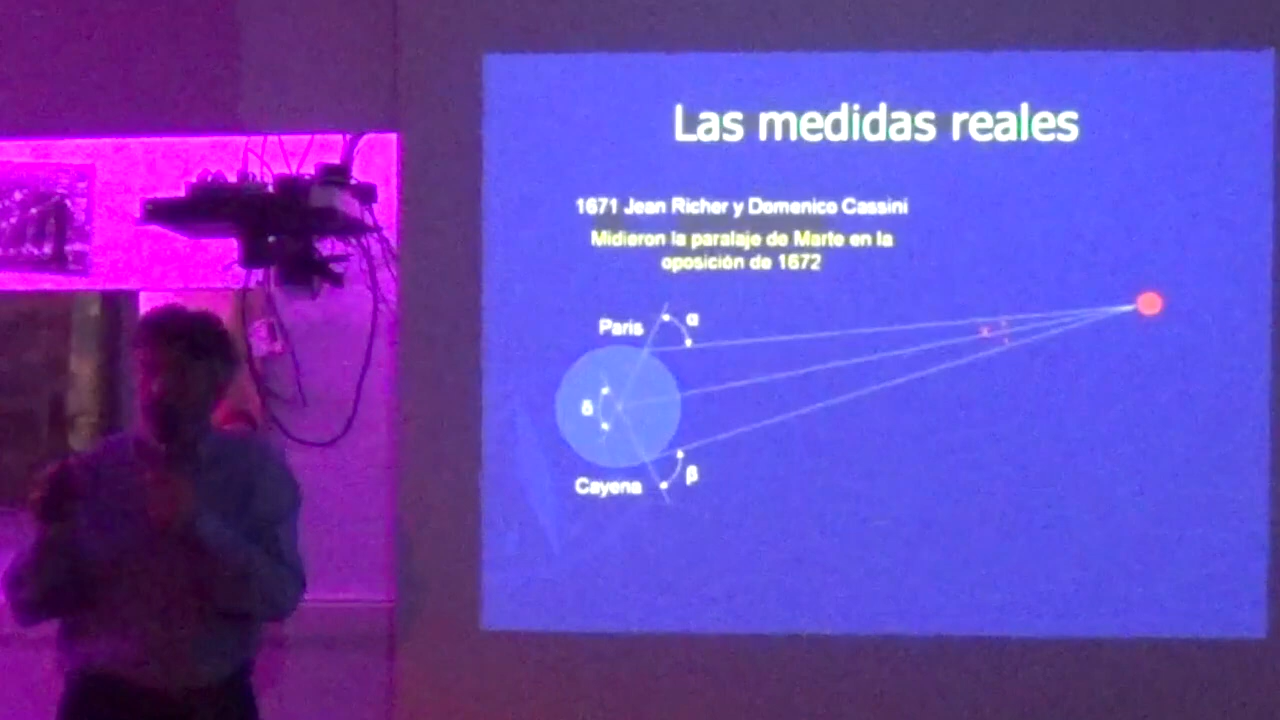 Las medidas reales
1671 Jean Richer y Domenico Cassini
Midieron la paralaje de Marte en la
oposición de 1672
Paris
α
δ
Cayena
β